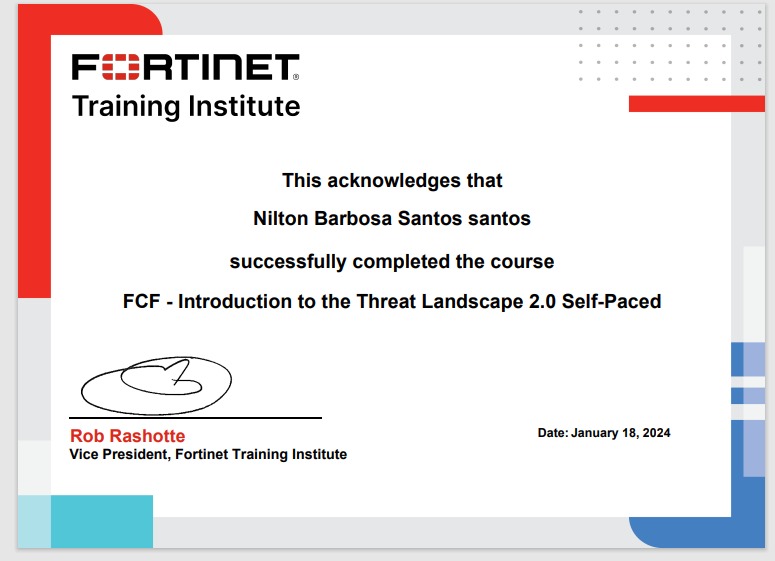 FORTINET®
Training Institute
This acknowledges that
Nilton Barbosa Santos santos
successfully completed the course
FCF - Introduction to the Threat Landscape 2.0 Self-Paced
Rob Rashotte
Date: January 18, 2024
Vice President, Fortinet Training Institute